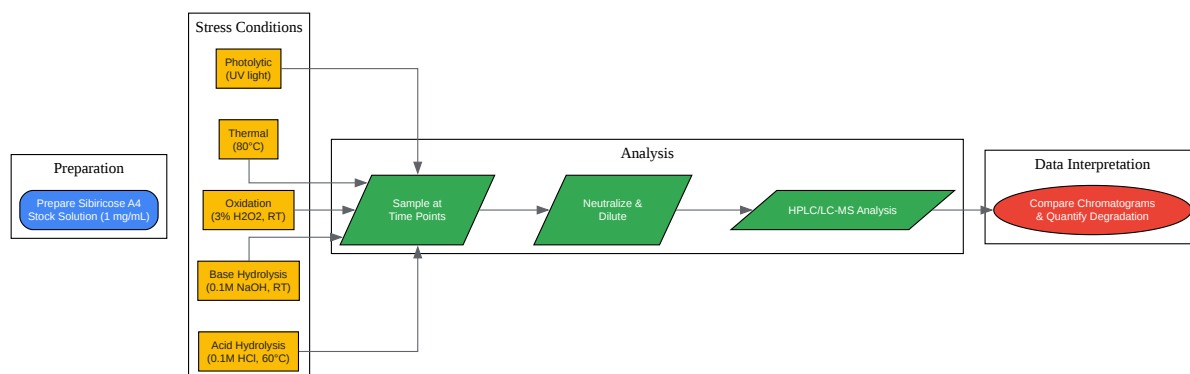 Preparation
Prepare Sibiricose A4
Stock Solution (1 mg/mL)
Stress Conditions
Photolytic
(UV light)
Thermal
(80°C)
Oxidation
(3% H2O2, RT)
Base Hydrolysis
(0.1M NaOH, RT)
Acid Hydrolysis
(0.1M HCl, 60°C)
Analysis
Sample at
Time Points
Neutralize &
Dilute
HPLC/LC-MS Analysis
Data Interpretation
Compare Chromatograms
& Quantify Degradation